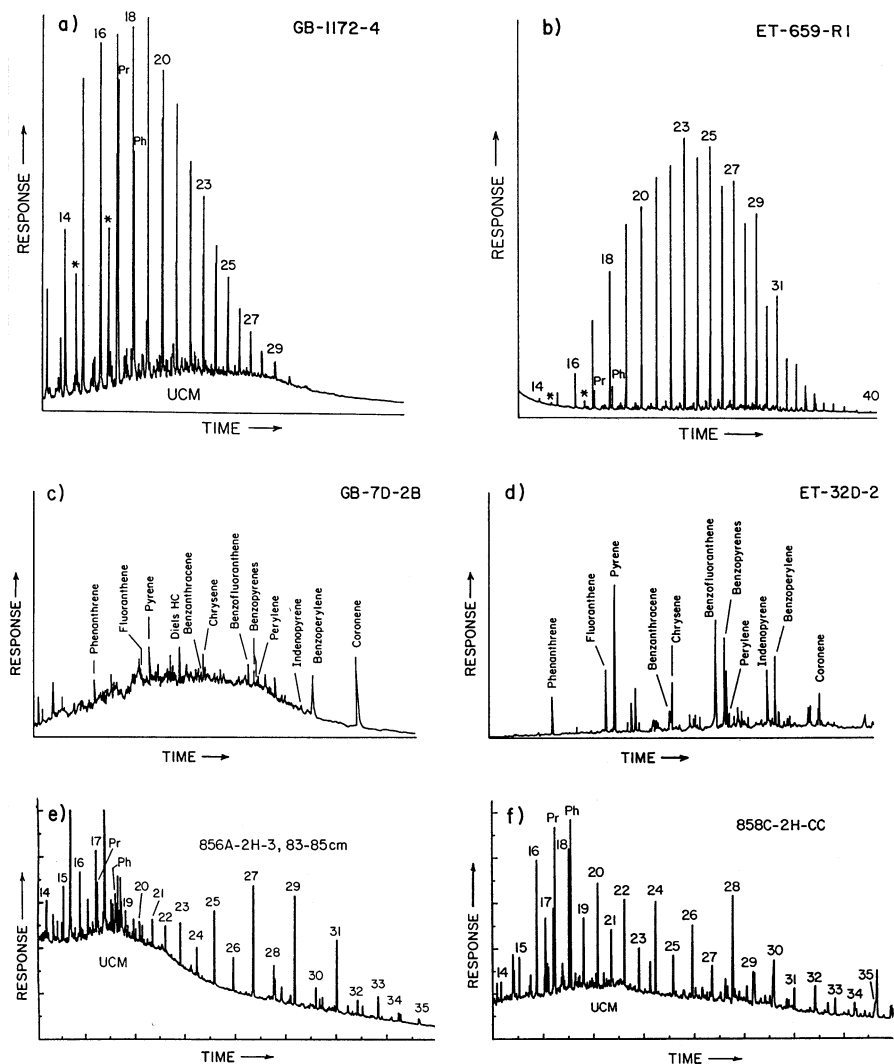 a)
GB-1172-4
14
*
16
*
Pr
18
Ph
20
23
25
27
29
UCM
RESPONSE
TIME
b)
ET-659-R1
14
*
16
*
Pr
18
Ph
20
23
25
27
29
31
40
RESPONSE
TIME
c)
GB-7D-2B
Phenanthrene
Fluoranthene
Pyrene
Diels HC
Benzanthracene
Chrysene
Benzofluoranthene
Benzopyrenes
Perylene
Indenopyrene
Benzoperylene
Coronene
RESPONSE
TIME
d)
ET-32D-2
Phenanthrene
Fluoranthene
Pyrene
Benzanthracene
Chrysene
Benzofluoranthene
Benzopyrenes
Perylene
Indenopyrene
Benzoperylene
Coronene
RESPONSE
TIME
e)
856A-2H-3, 83-85cm
14
15
16
17
Pr
Ph
19
20
21
22
23
24
25
26
27
28
29
30
31
32
33
34
35
UCM
RESPONSE
TIME
f)
858C-2H-CC
14
15
16
17
Pr
18
Ph
19
20
21
22
23
24
25
26
27
28
29
30
31
32
33
34
35
UCM
RESPONSE
TIME